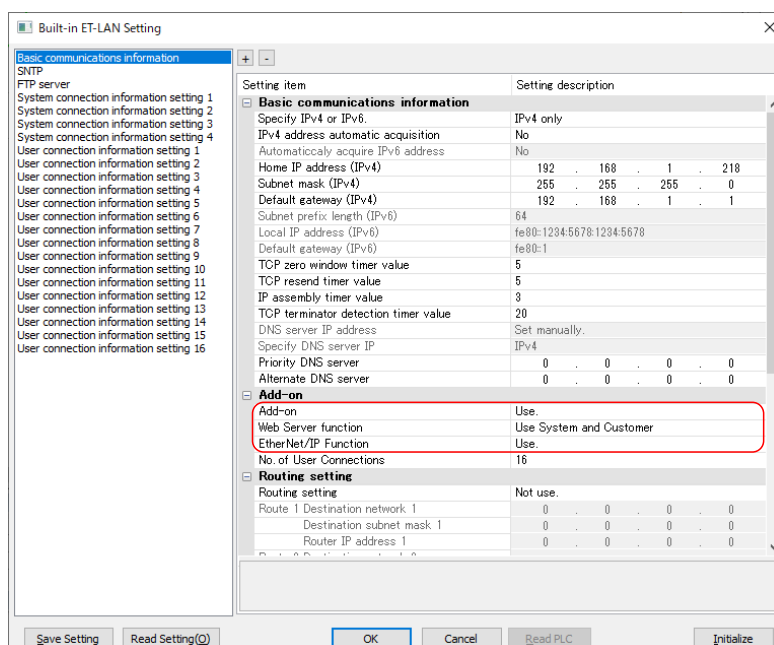 Built-in ET-LAN Setting
Basic communications information
SNTP
FTP server
System connection information setting 1
System connection information setting 2
System connection information setting 3
System connection information setting 4
User connection information setting 1
User connection information setting 2
User connection information setting 3
User connection information setting 4
User connection information setting 5
User connection information setting 6
User connection information setting 7
User connection information setting 8
User connection information setting 9
User connection information setting 10
User connection information setting 11
User connection information setting 12
User connection information setting 13
User connection information setting 14
User connection information setting 15
User connection information setting 16
+ -
Setting item Setting description
Basic communications information
Specify IPv4 or IPv6. IPv4 only
IPv4 address automatic acquisition No
Automaticcaly acquire IPv6 address No
Home IP address (IPv4) 192 . 168 . 1 . 218
Subnet mask (IPv4) 255 . 255 . 255 . 0
Default gateway (IPv4) 192 . 168 . 1 . 1
Subnet prefix length (IPv6) 64
Local IP address (IPv6) fe80::1234:5678:1234:5678
Default gateway (IPv6) fe80::1
TCP zero window timer value 5
TCP resend timer value 5
IP assembly timer value 3
TCP terminator detection timer value 20
DNS server IP address Set manually.
Specify DNS server IP IPv4
Priority DNS server 0 . 0 . 0 . 0
Alternate DNS server 0 . 0 . 0 . 0
Add-on
Add-on Use.
Web Server function Use System and Customer
EtherNet/IP Function Use.
No. of User Connections 16
Routing setting
Routing setting Not use.
Route 1 Destination network 1 0 . 0 . 0 . 0
Destination subnet mask 1 0 . 0 . 0 . 0
Router IP address 1 0 . 0 . 0 . 0
Save Setting Read Setting(O) OK Cancel Read PLC Initialize